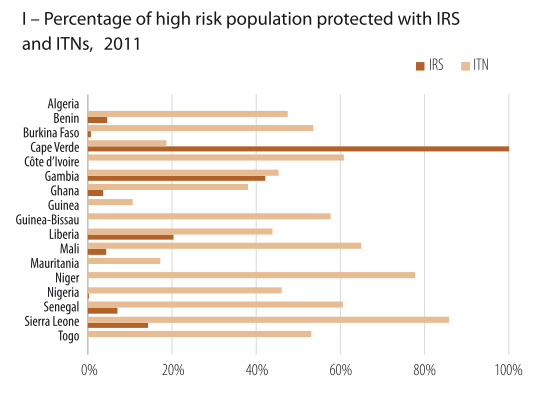 I – Percentage of high risk population protected with IRS
and ITNs, 2011
IRS ITN
Algeria
Benin
Burkina Faso
Cape Verde
Côte d'Ivoire
Gambia
Ghana
Guinea
Guinea-Bissau
Liberia
Mali
Mauritania
Niger
Nigeria
Senegal
Sierra Leone
Togo
0% 20% 40% 60% 80% 100%